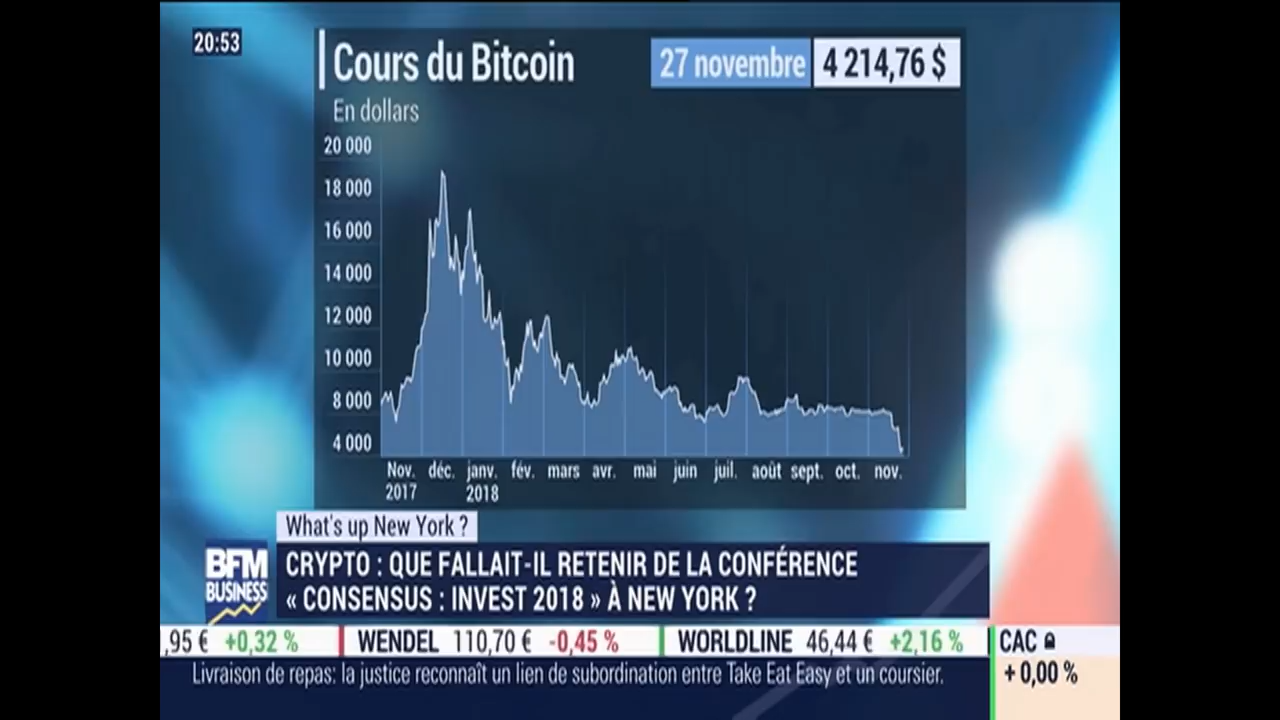 20:53
Cours du Bitcoin
27 novembre 4 214,76 $
En dollars
20 000
18 000
16 000
14 000
12 000
10 000
8 000
4 000
Nov. déc. janv. fév. mars avr. mai juin juil. août sept. oct. nov.
2017 2018
What's up New York ?
BFM
BUSINESS
CRYPTO : QUE FALLAIT-IL RETENIR DE LA CONFÉRENCE
« CONSENSUS : INVEST 2018 » À NEW YORK ?
,95 € +0,32 % WENDEL 110,70 € -0,45 % WORLDLINE 46,44 € +2,16 % CAC
+ 0,00 %
Livraison de repas: la justice reconnaît un lien de subordination entre Take Eat Easy et un coursier.